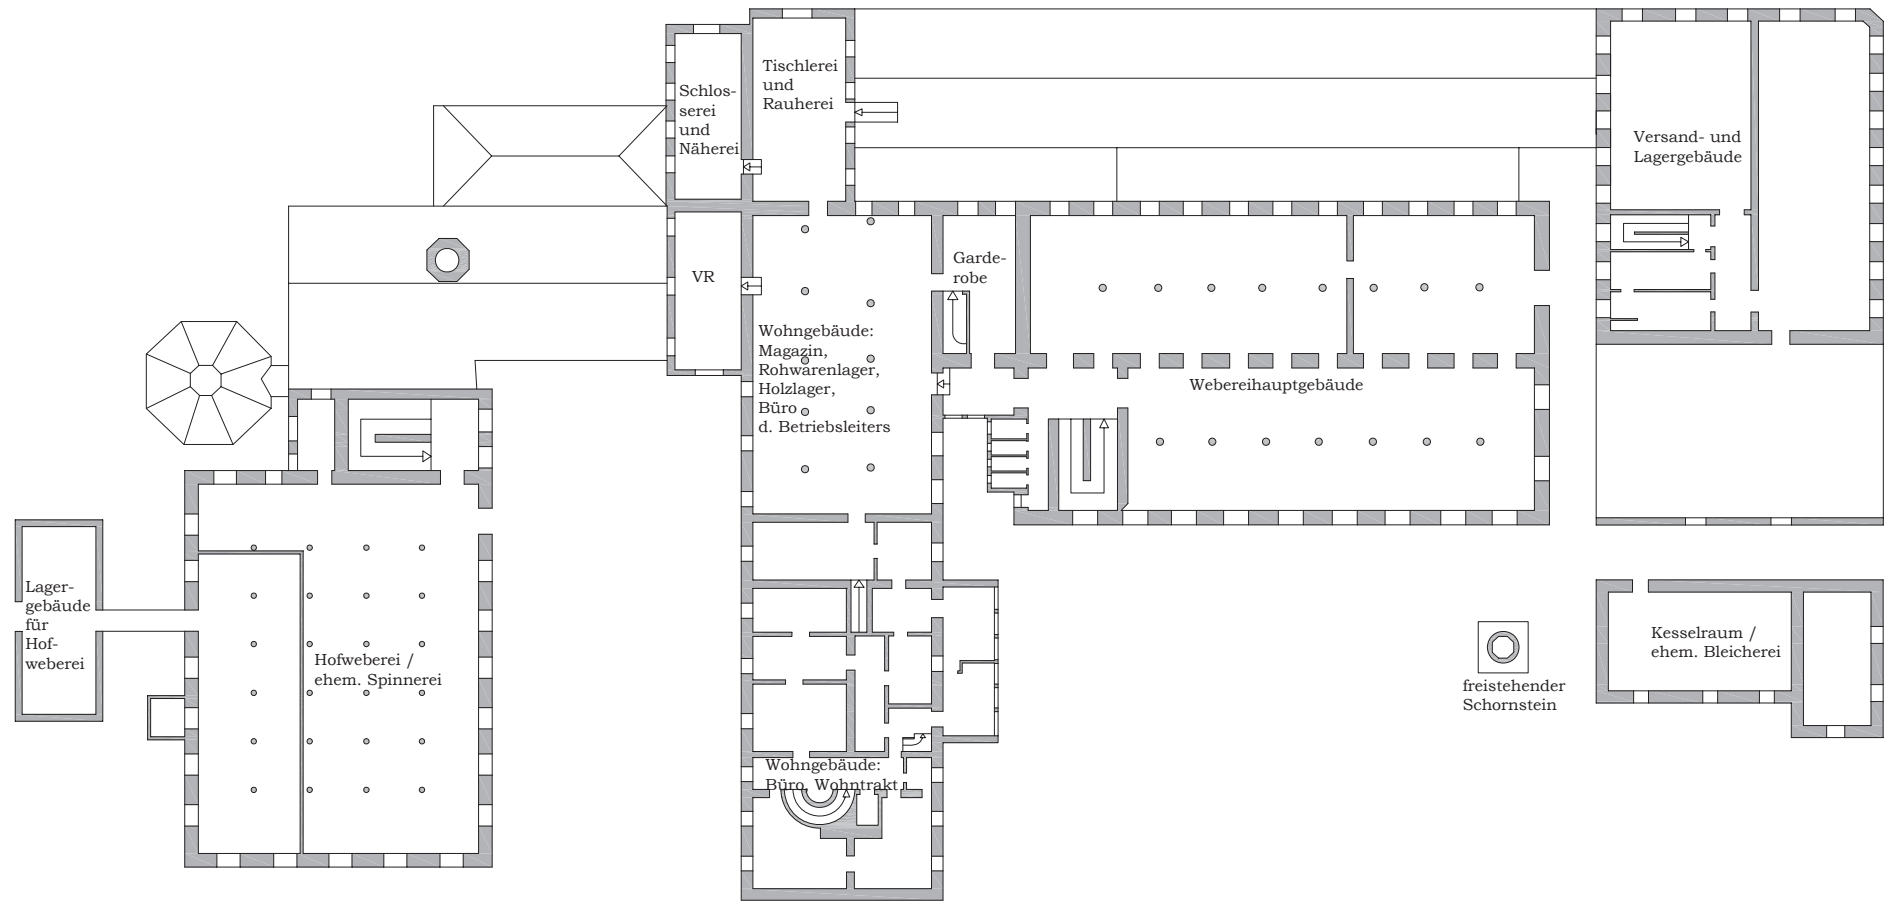 Tischlerei
und
Rauherei
Schlos-
serei
und
Näherei
Versand- und
Lagergebäude
VR
Garde-
robe
Wohngebäude:
Magazin,
Rohwarenlager,
Holzlager,
Büro
d. Betriebsleiters
Webereihauptgebäude
Lager-
gebäude
für
Hof-
weberei
Hofweberei /
ehem. Spinnerei
Kesselraum /
ehem. Bleicherei
freistehender
Schornstein
Wohngebäude:
Büro, Wohntrakt